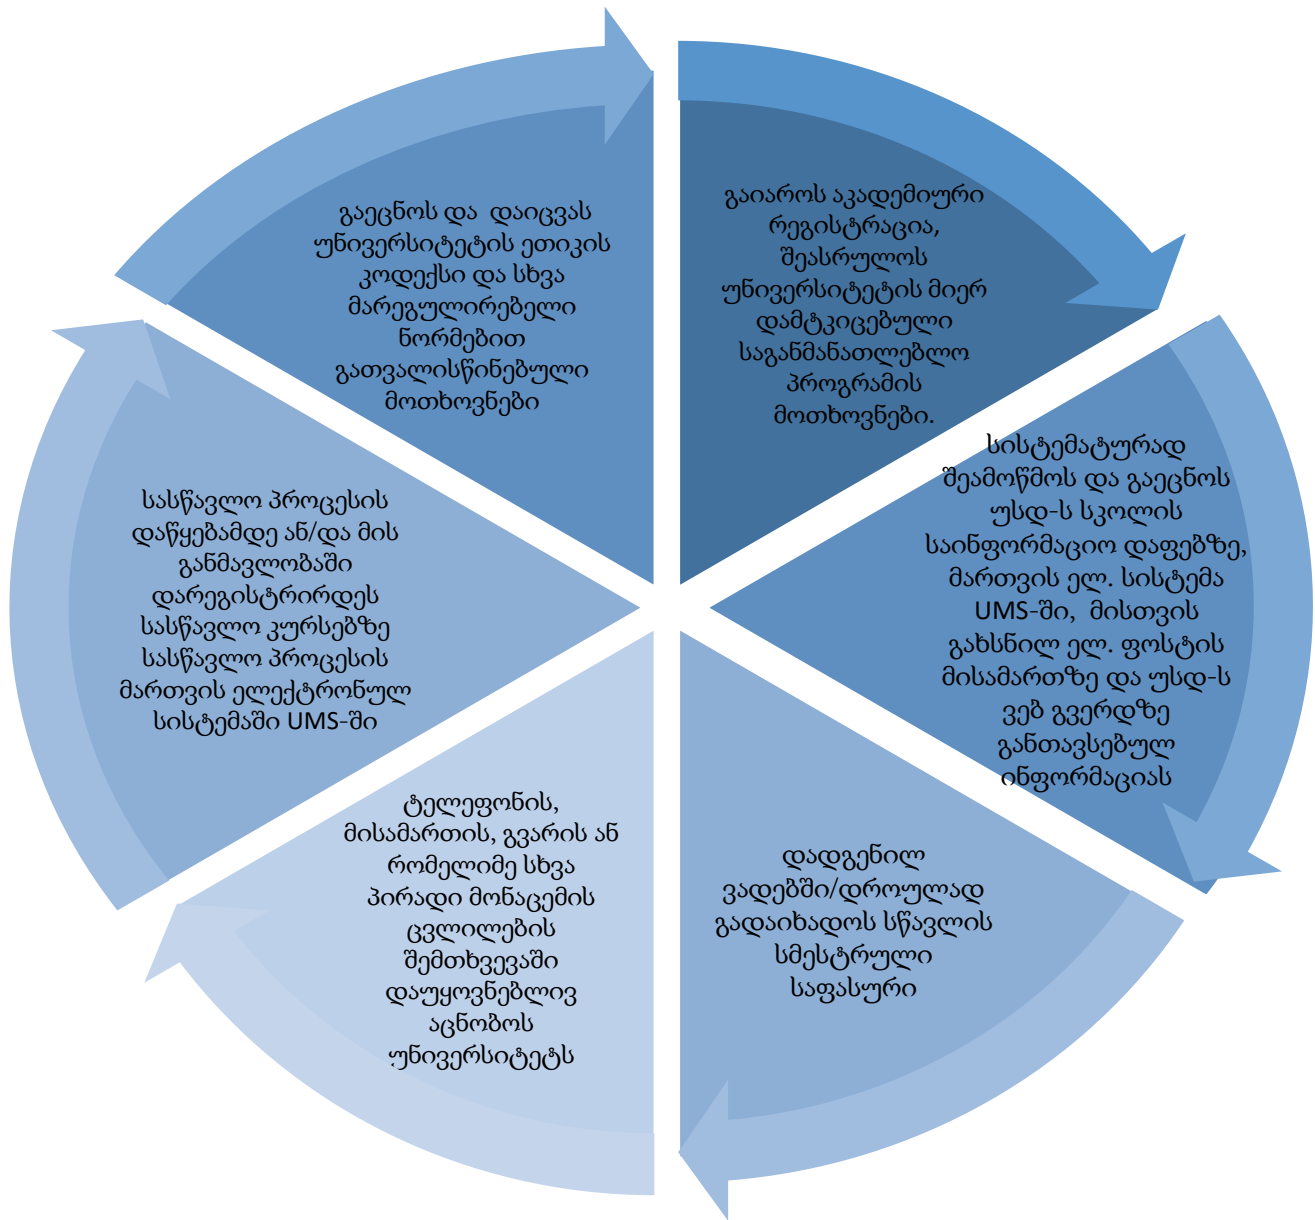 გაიაროს აკადემიური
რეგისტრაცია,
შეასრულოს
უნივერსიტეტის მიერ
დამტკიცებული
საგანმანათლებლო
პროგრამის
მოთხოვნები.
სისტემატურად
შეამოწმოს და გაეცნოს
უსდ-ს სკოლის
საინფორმაციო დაფებზე,
მართვის ელ. სისტემა
UMS-ში, მისთვის
გახსნილ ელ. ფოსტის
მისამართზე და უსდ-ს
ვებ გვერდზე
განთავსებულ
ინფორმაციას
დადგენილ
ვადებში/დროულად
გადაიხადოს სწავლის
სმესტრული
საფასური
ტელეფონის,
მისამართის, გვარის ან
რომელიმე სხვა
პირადი მონაცემის
ცვლილების
შემთხვევაში
დაუყოვნებლივ
აცნობოს
უნივერსიტეტს
სასწავლო პროცესის
დაწყებამდე ან/და მის
განმავლობაში
დარეგისტრირდეს
სასწავლო კურსებზე
სასწავლო პროცესის
მართვის ელექტრონულ
სისტემაში UMS-ში
გაეცნოს და დაიცვას
უნივერსიტეტის ეთიკის
კოდექსი და სხვა
მარეგულირებელი
ნორმებით
გათვალისწინებული
მოთხოვნები